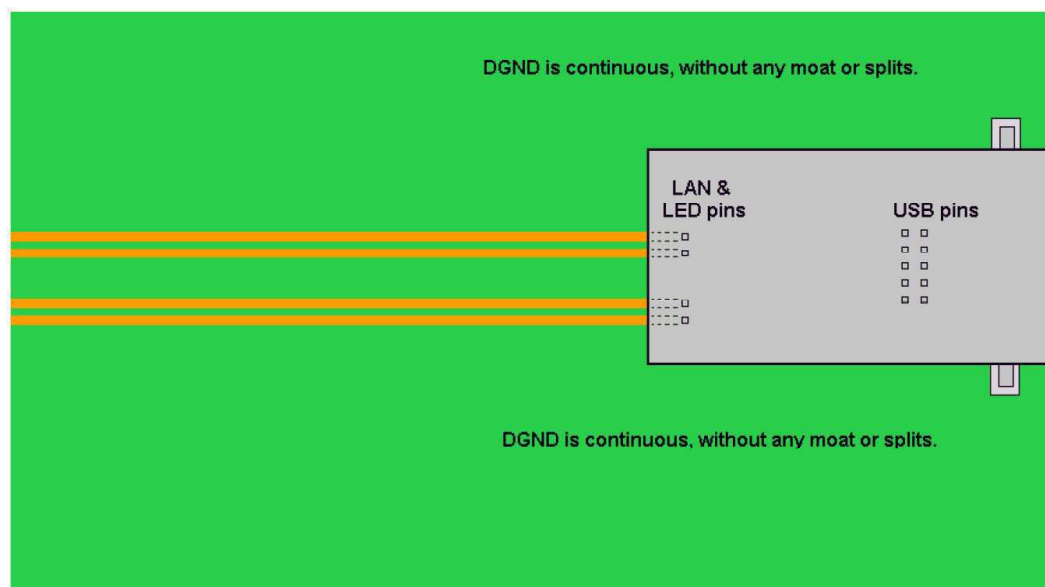 DGND is continuous, without any moat or splits.
LAN &
LED pins
USB pins
DGND is continuous, without any moat or splits.